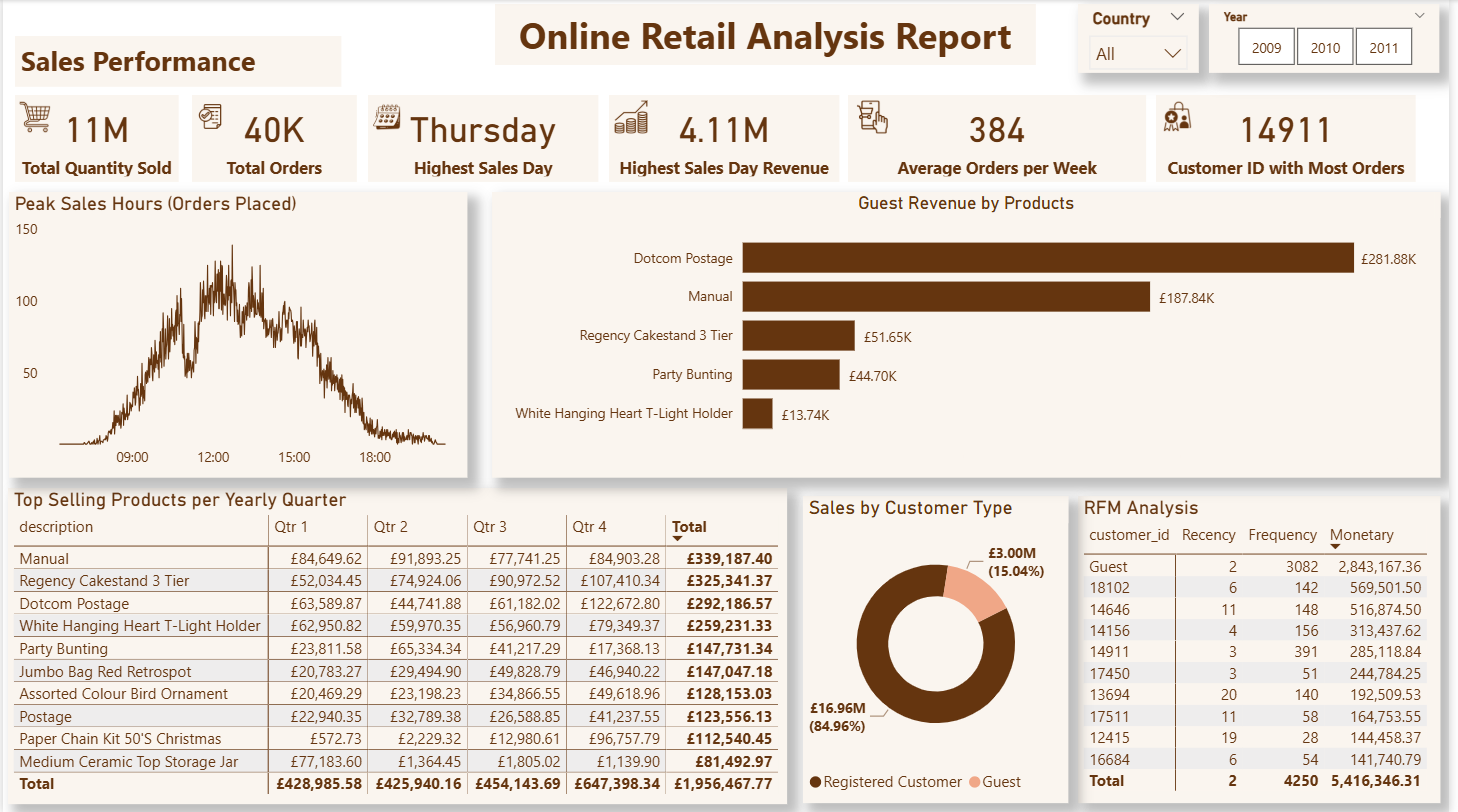 Online Retail Analysis Report
Country
All
Year
2009 2010 2011
Sales Performance
11M
Total Quantity Sold
40K
Total Orders
Thursday
Highest Sales Day
4.11M
Highest Sales Day Revenue
384
Average Orders per Week
14911
Customer ID with Most Orders
Peak Sales Hours (Orders Placed)
150
100
50
09:00 12:00 15:00 18:00
Guest Revenue by Products
Dotcom Postage £281.88K
Manual £187.84K
Regency Cakestand 3 Tier £51.65K
Party Bunting £44.70K
White Hanging Heart T-Light Holder £13.74K
Top Selling Products per Yearly Quarter
description Qtr 1 Qtr 2 Qtr 3 Qtr 4 Total
Manual £84,649.62 £91,893.25 £77,741.25 £84,903.28 £339,187.40
Regency Cakestand 3 Tier £52,034.45 £74,924.06 £90,972.52 £107,410.34 £325,341.37
Dotcom Postage £63,589.87 £44,741.88 £61,182.02 £122,672.80 £292,186.57
White Hanging Heart T-Light Holder £62,950.82 £59,970.35 £56,960.79 £79,349.37 £259,231.33
Party Bunting £23,811.58 £65,334.34 £41,217.29 £17,368.13 £147,731.34
Jumbo Bag Red Retrospot £20,783.27 £29,494.90 £49,828.79 £46,940.22 £147,047.18
Assorted Colour Bird Ornament £20,469.29 £23,198.23 £34,866.55 £49,618.96 £128,153.03
Postage £22,940.35 £32,789.38 £26,588.85 £41,237.55 £123,556.13
Paper Chain Kit 50'S Christmas £572.73 £2,229.32 £12,980.61 £96,757.79 £112,540.45
Medium Ceramic Top Storage Jar £77,183.60 £1,364.45 £1,805.02 £1,139.90 £81,492.97
Total £428,985.58 £425,940.16 £454,143.69 £647,398.34 £1,956,467.77
Sales by Customer Type
£3.00M
(15.04%)
£16.96M
(84.96%)
Registered Customer Guest
RFM Analysis
customer_id Recency Frequency Monetary
Guest 2 3082 2,843,167.36
18102 6 142 569,501.50
14646 11 148 516,874.50
14156 4 156 313,437.62
14911 3 391 285,118.84
17450 3 51 244,784.25
13694 20 140 192,509.53
17511 11 58 164,753.55
12415 19 28 144,458.37
16684 6 54 141,740.79
Total 2 4250 5,416,346.31